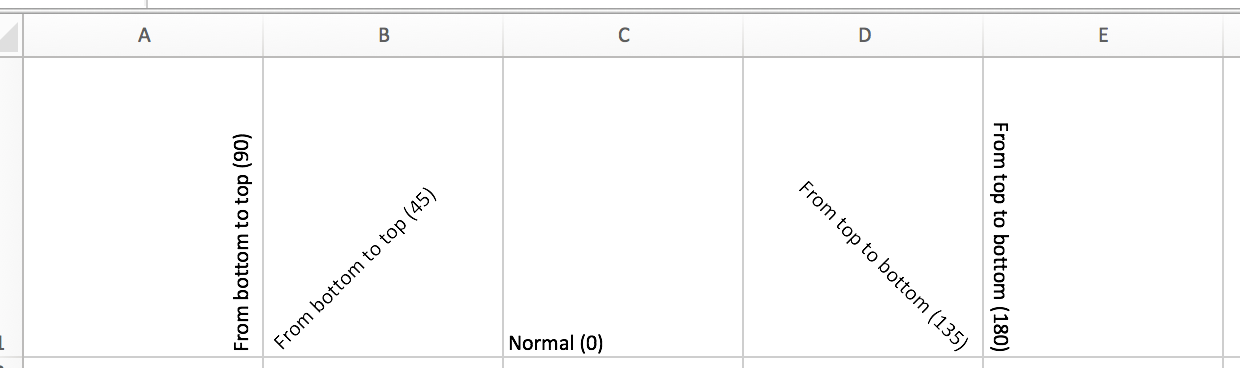 A
B
C
D
E
From bottom to top (90)
From bottom to top (45)
Normal (0)
From top to bottom (135)
From top to bottom (180)
1